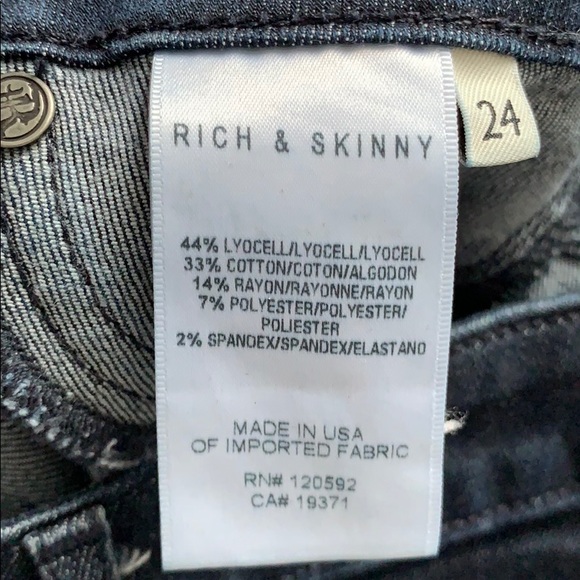 RICH & SKINNY
24
44% LYOCELL/LYOCELL/LYOCELL
33% COTTON/COTON/ALGODON
14% RAYON/RAYONNE/RAYON
7% POLYESTER/POLYESTER/
POLIESTER
2% SPANDEX/SPANDEX/ELASTANO
MADE IN USA
OF IMPORTED FABRIC
RN# 120592
CA# 19371